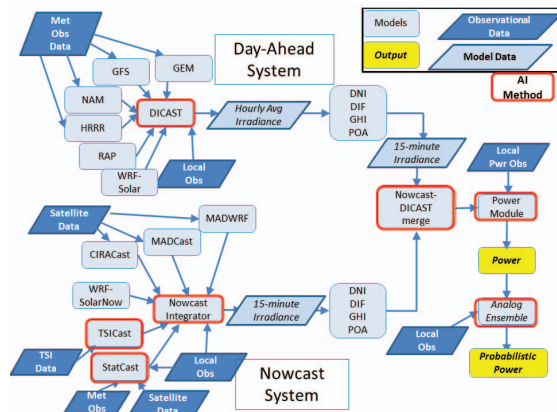 Met
Obs
Data
Day-Ahead
System
GFS
GEM
NAM
DICAST
HRRR
RAP
WRF-
Solar
Local
Obs
Hourly Avg
Irradiance
DNI
DIF
GHI
POA
15-minute
Irradiance
Models
Observational
Data
Output
Model Data
AI
Method
Local
Pwr Obs
Nowcast-
DICAST
merge
Power
Module
Power
Analog
Ensemble
Local
Obs
Probabilistic
Power
Satellite
Data
MADWRF
MADCast
CIRACast
WRF-
SolarNow
Nowcast
Integrator
15-minute
Irradiance
DNI
DIF
GHI
POA
TSICast
TSI
Data
StatCast
Local
Obs
Met
Obs
Satellite
Data
Nowcast
System